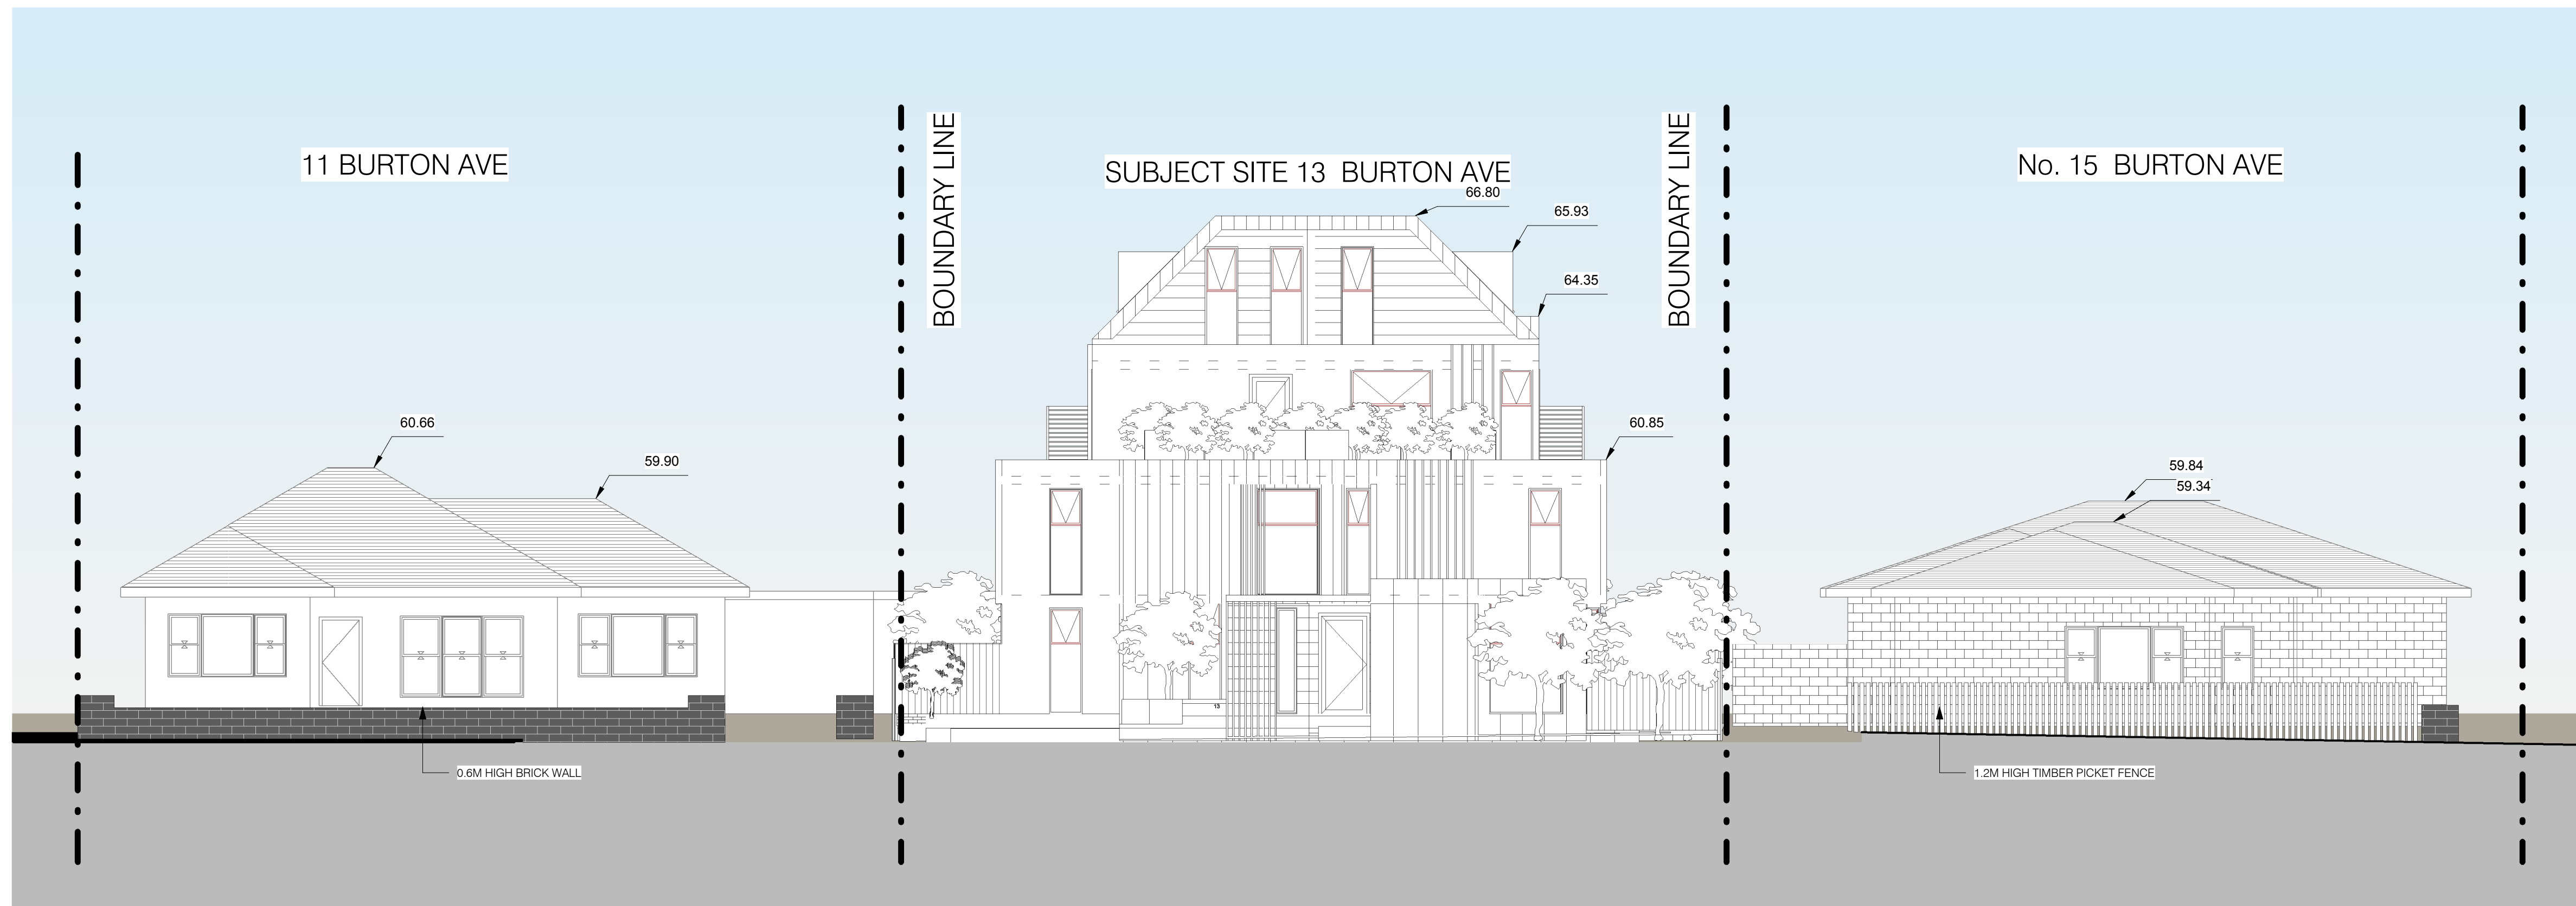 11 BURTON AVE
BOUNDARY LINE
SUBJECT SITE 13 BURTON AVE
BOUNDARY LINE
No. 15 BURTON AVE
66.80
65.93
64.35
60.66
59.90
60.85
59.84
59.34
13
0.6M HIGH BRICK WALL
1.2M HIGH TIMBER PICKET FENCE